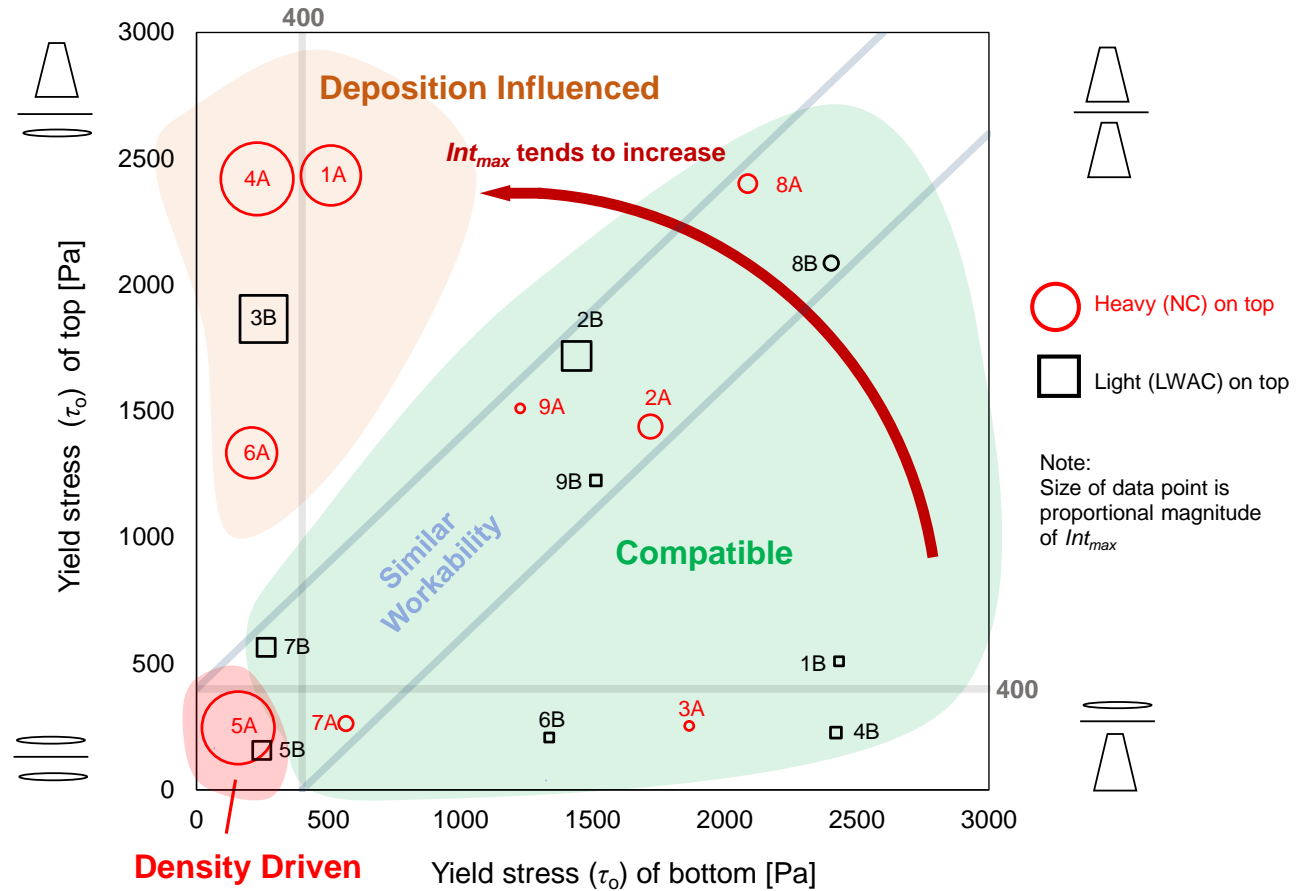 400
3000
2500
2000
1500
1000
500
0
Yield stress (τo) of top [Pa]
Deposition Influenced
Intmax tends to increase
4A
1A
8A
8B
3B
2B
9A
2A
6A
9B
Similar
Workability
Compatible
7B
1B
400
5A
7A
6B
3A
4B
5B
0
500
1000
1500
2000
2500
3000
Density Driven
Yield stress (τo) of bottom [Pa]
Heavy (NC) on top
Light (LWAC) on top
Note:
Size of data point is
proportional magnitude
of Intmax